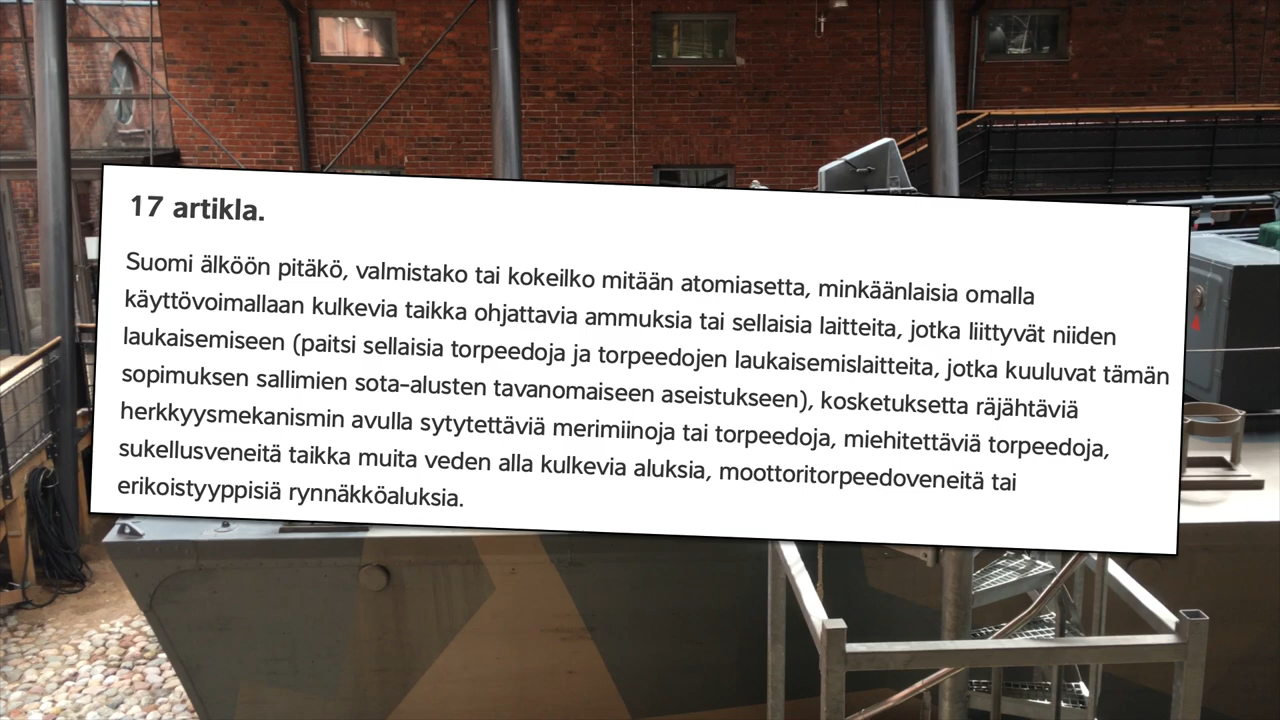 17 artikla.
Suomi älköön pitäkö, valmistako tai kokeilko mitään atomiasetta, minkäänlaisia omalla
käyttövoimallaan kulkevia taikka ohjattavia ammuksia tai sellaisia laitteita, jotka liittyvät niiden
laukaisemiseen (paitsi sellaisia torpeedoja ja torpeedojen laukaisemislaitteita, jotka kuuluvat tämän
sopimuksen sallimien sota-alusten tavanomaiseen aseistukseen), kosketuksetta räjähtäviä
herkkyysmekanismin avulla sytytettäviä merimiinoja tai torpeedoja, miehitettäviä torpeedoja,
sukellusveneitä taikka muita veden alla kulkevia aluksia, moottoritorpeedoveneitä tai
erikoistyyppisiä rynnäkköaluksia.